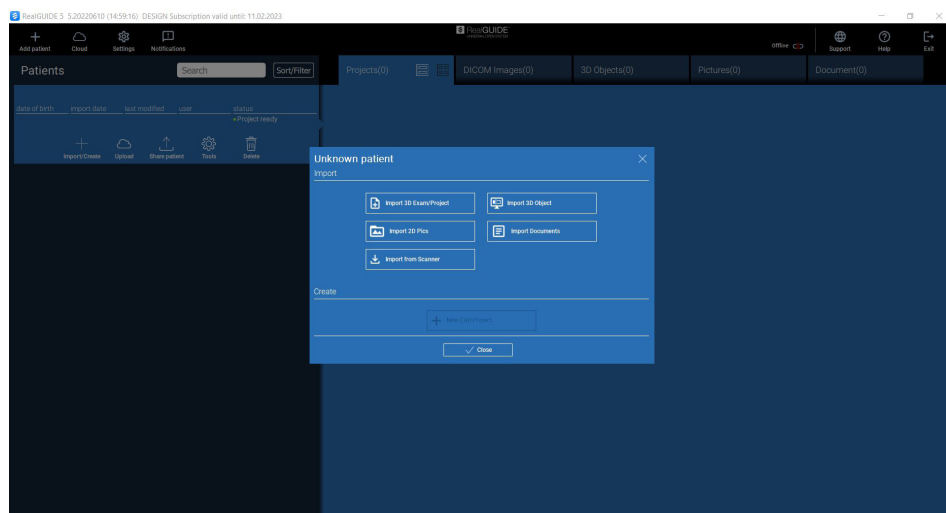 RealGUIDE 5 5.20220610 (14:59:16) DESIGN Subscription valid until: 11.02.2023
RealGUIDE
Add patient Cloud Settings Notifications Offline Support Help Exit
Patients Search Sort/Filter Projects(0) DICOM Images(0) 3D Objects(0) Pictures(0) Document(0)
date of birth import date last modified user status
Project ready
Import/Create Upload Share patient Tools Delete
Unknown patient
Import
Import 3D Exam/Project Import 3D Object
Import 2D Pics Import Documents
Import from Scanner
Create
Close